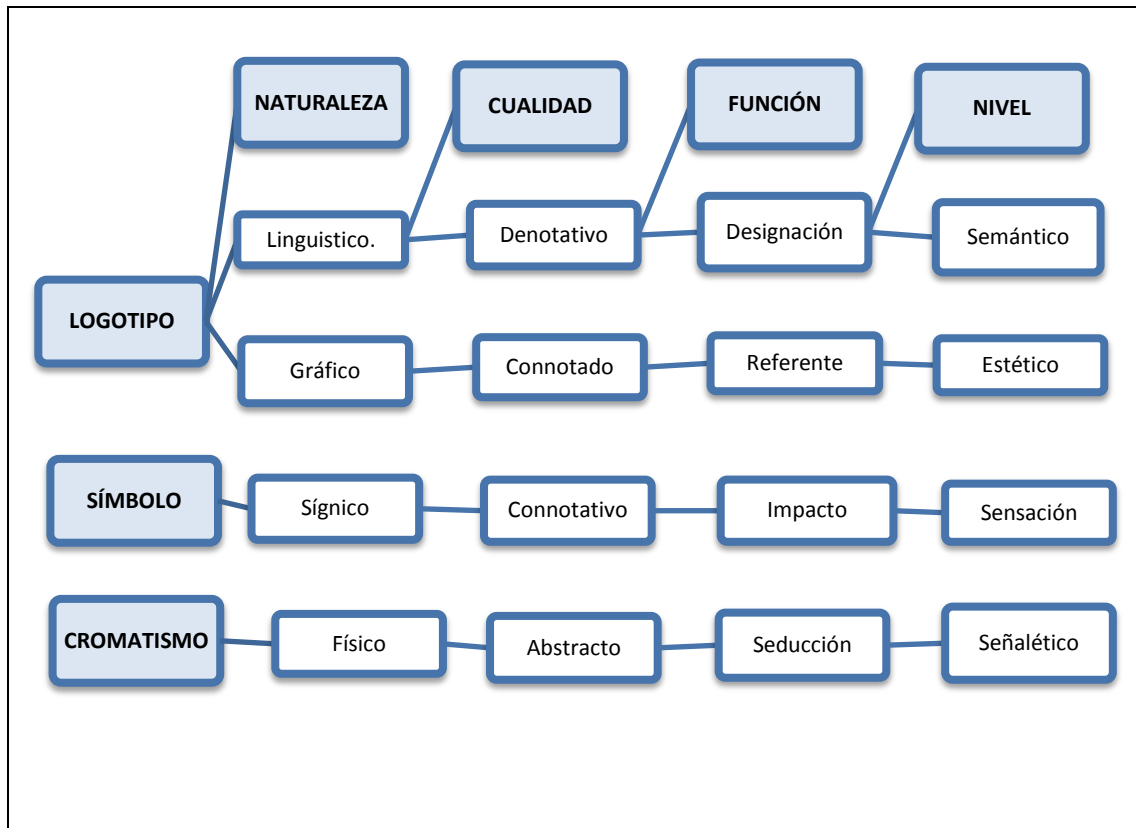 NATURALEZA
CUALIDAD
FUNCIÓN
NIVEL
Linguistico.
Denotativo
Designación
Semántico
LOGOTIPO
Gráfico
Connotado
Referente
Estético
SÍMBOLO
Sígnico
Connotativo
Impacto
Sensación
CROMATISMO
Físico
Abstracto
Seducción
Señalético